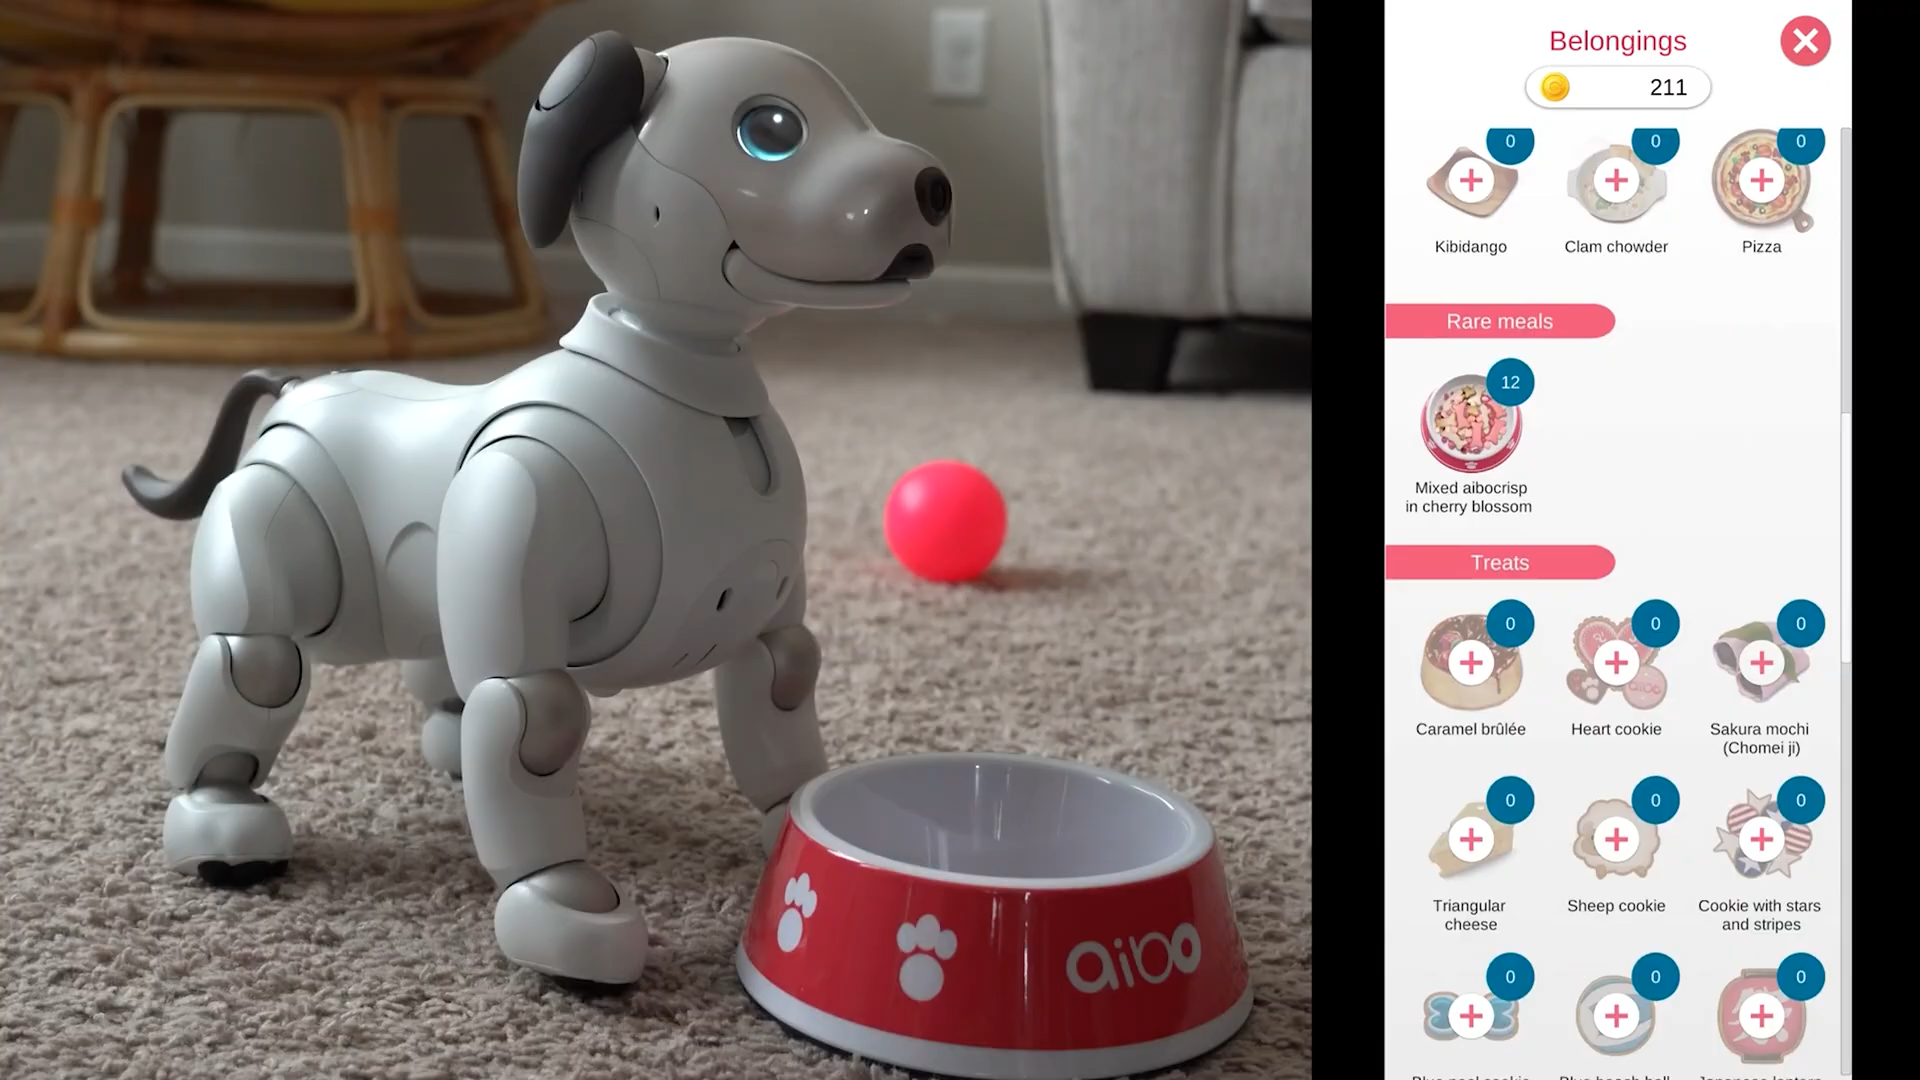 Belongings
211
0
0
0
Kibidango
Clam chowder
Pizza
Rare meals
12
Mixed aibocrisp
in cherry blossom
Treats
0
0
0
Caramel brûlée
Heart cookie
Sakura mochi
(Chomei ji)
0
0
0
Triangular
cheese
Sheep cookie
Cookie with stars
and stripes
0
0
0
aibo